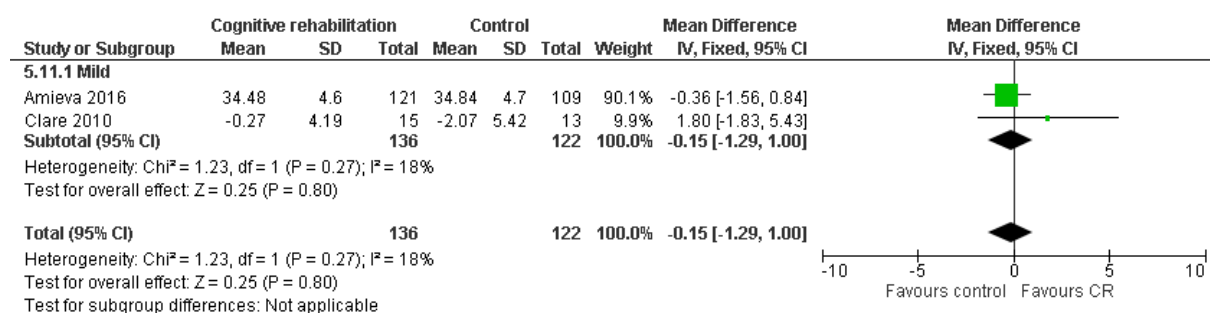 Cognitive rehabilitation Control Mean Difference Mean Difference
Study or Subgroup Mean SD Total Mean SD Total Weight IV, Fixed, 95% CI IV, Fixed, 95% CI
5.11.1 Mild
Amieva 2016 34.48 4.6 121 34.84 4.7 109 90.1% -0.36 [-1.56, 0.84]
Clare 2010 -0.27 4.19 15 -2.07 5.42 13 9.9% 1.80 [-1.83, 5.43]
Subtotal (95% CI) 136 122 100.0% -0.15 [-1.29, 1.00]
Heterogeneity: Chi² = 1.23, df = 1 (P = 0.27); I² = 18%
Test for overall effect: Z = 0.25 (P = 0.80)
Total (95% CI) 136 122 100.0% -0.15 [-1.29, 1.00]
Heterogeneity: Chi² = 1.23, df = 1 (P = 0.27); I² = 18%
Test for overall effect: Z = 0.25 (P = 0.80)
Test for subgroup differences: Not applicable
-10 -5 0 5 10
Favours control Favours CR